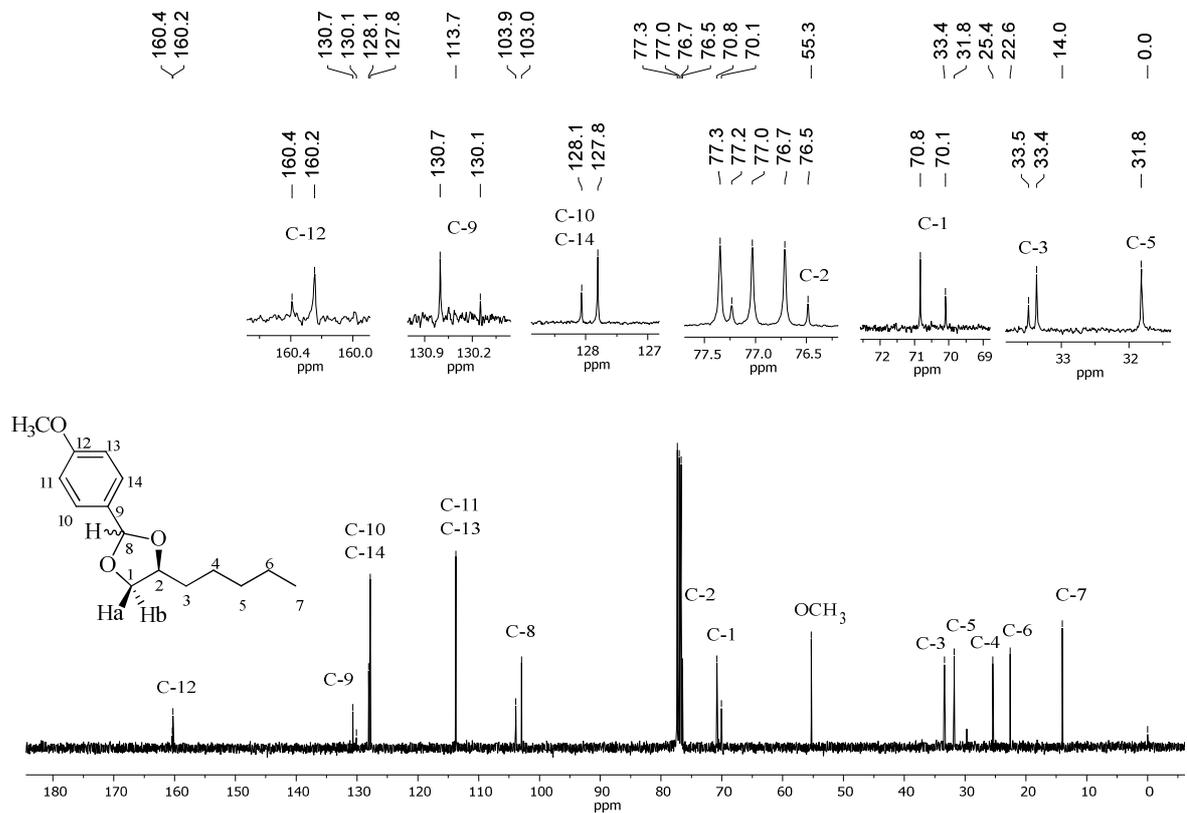 160.4
160.2
130.7
130.1
128.1
127.8
113.7
103.9
103.0
77.3
77.0
76.7
76.5
70.8
70.1
55.3
33.4
31.8
25.4
22.6
14.0
0.0
160.4
160.2
C-12
160.4 160.0
ppm
130.7
130.1
C-9
130.9 130.2
ppm
128.1
127.8
C-10
C-14
128 127
ppm
77.3
77.2
77.0
76.7
76.5
C-2
77.5 77.0 76.5
ppm
70.8
70.1
C-1
72 71 70 69
ppm
33.5
33.4
31.8
C-3
C-5
33 32
ppm
H₃CO
12
13
11
14
10
9
H
8
O
O
1
2
3
4
5
6
7
Ha
Hb
C-12
C-9
C-10
C-14
C-11
C-13
C-8
C-2
C-1
OCH₃
C-3
C-5
C-4
C-6
C-7
180 170 160 150 140 130 120 110 100 90 80 70 60 50 40 30 20 10 0
ppm